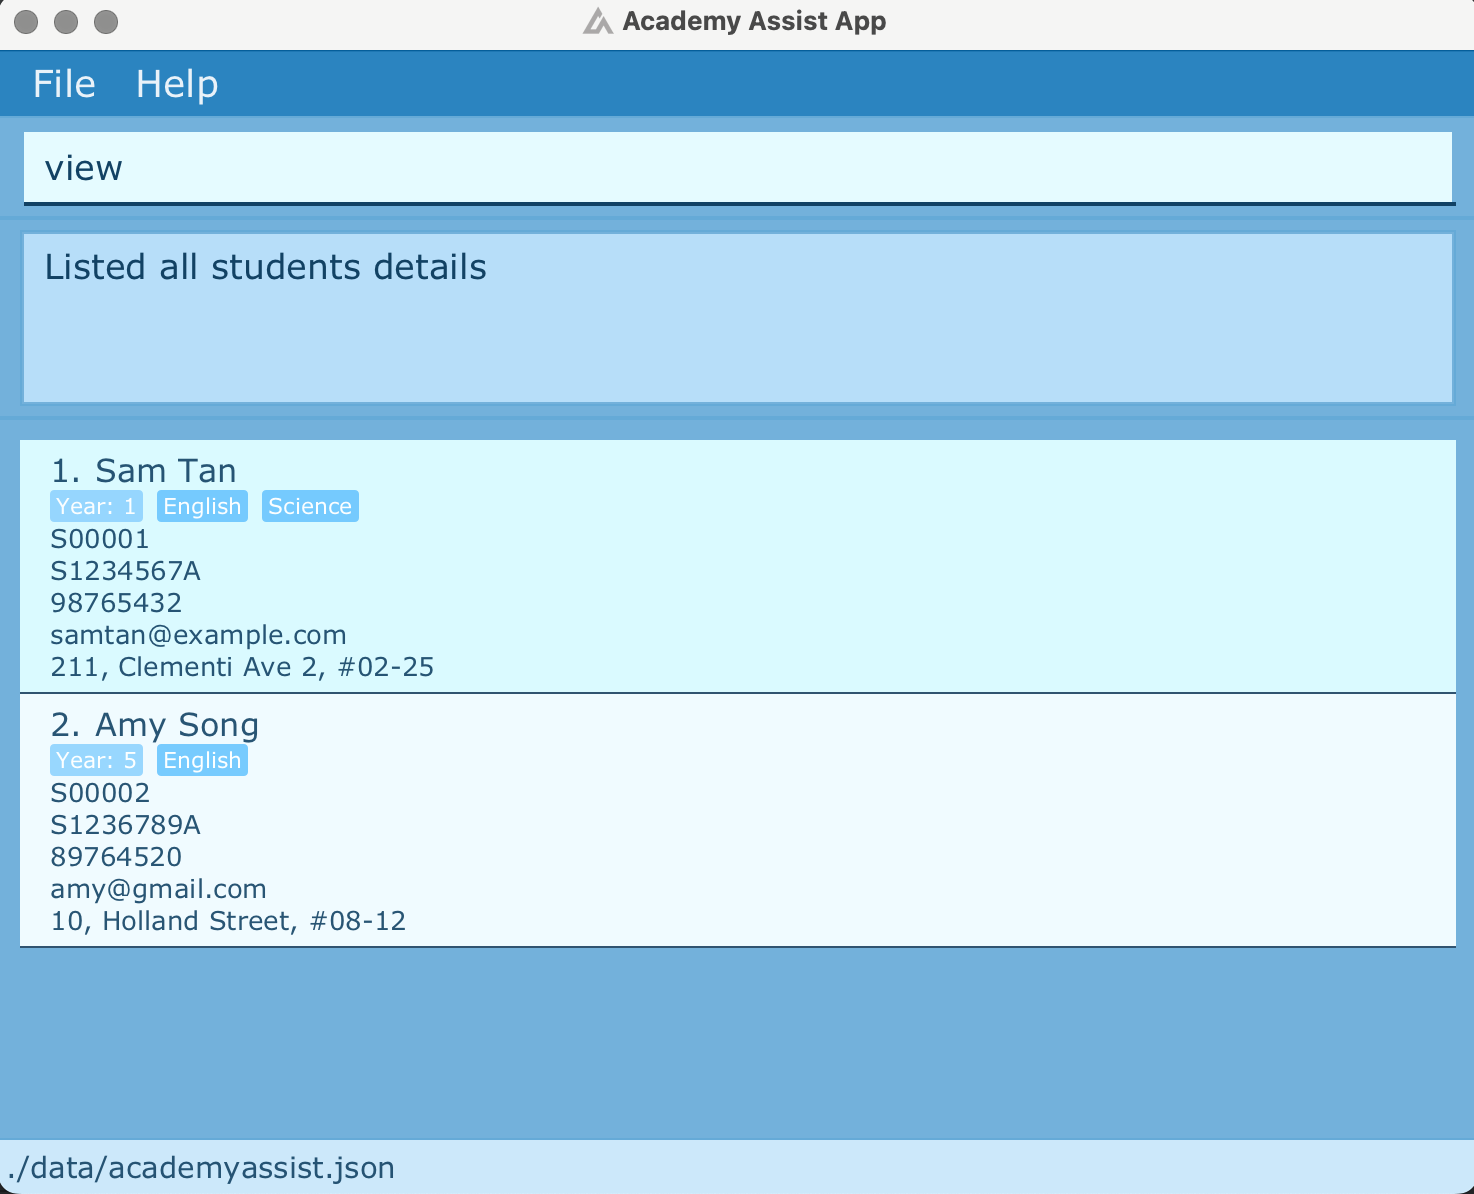 Academy Assist App
File Help
view
Listed all students details
1. Sam Tan
Year: 1 English Science
S00001
S1234567A
98765432
samtan@example.com
211, Clementi Ave 2, #02-25
2. Amy Song
Year: 5 English
S00002
S1236789A
89764520
amy@gmail.com
10, Holland Street, #08-12
./data/academyassist.json